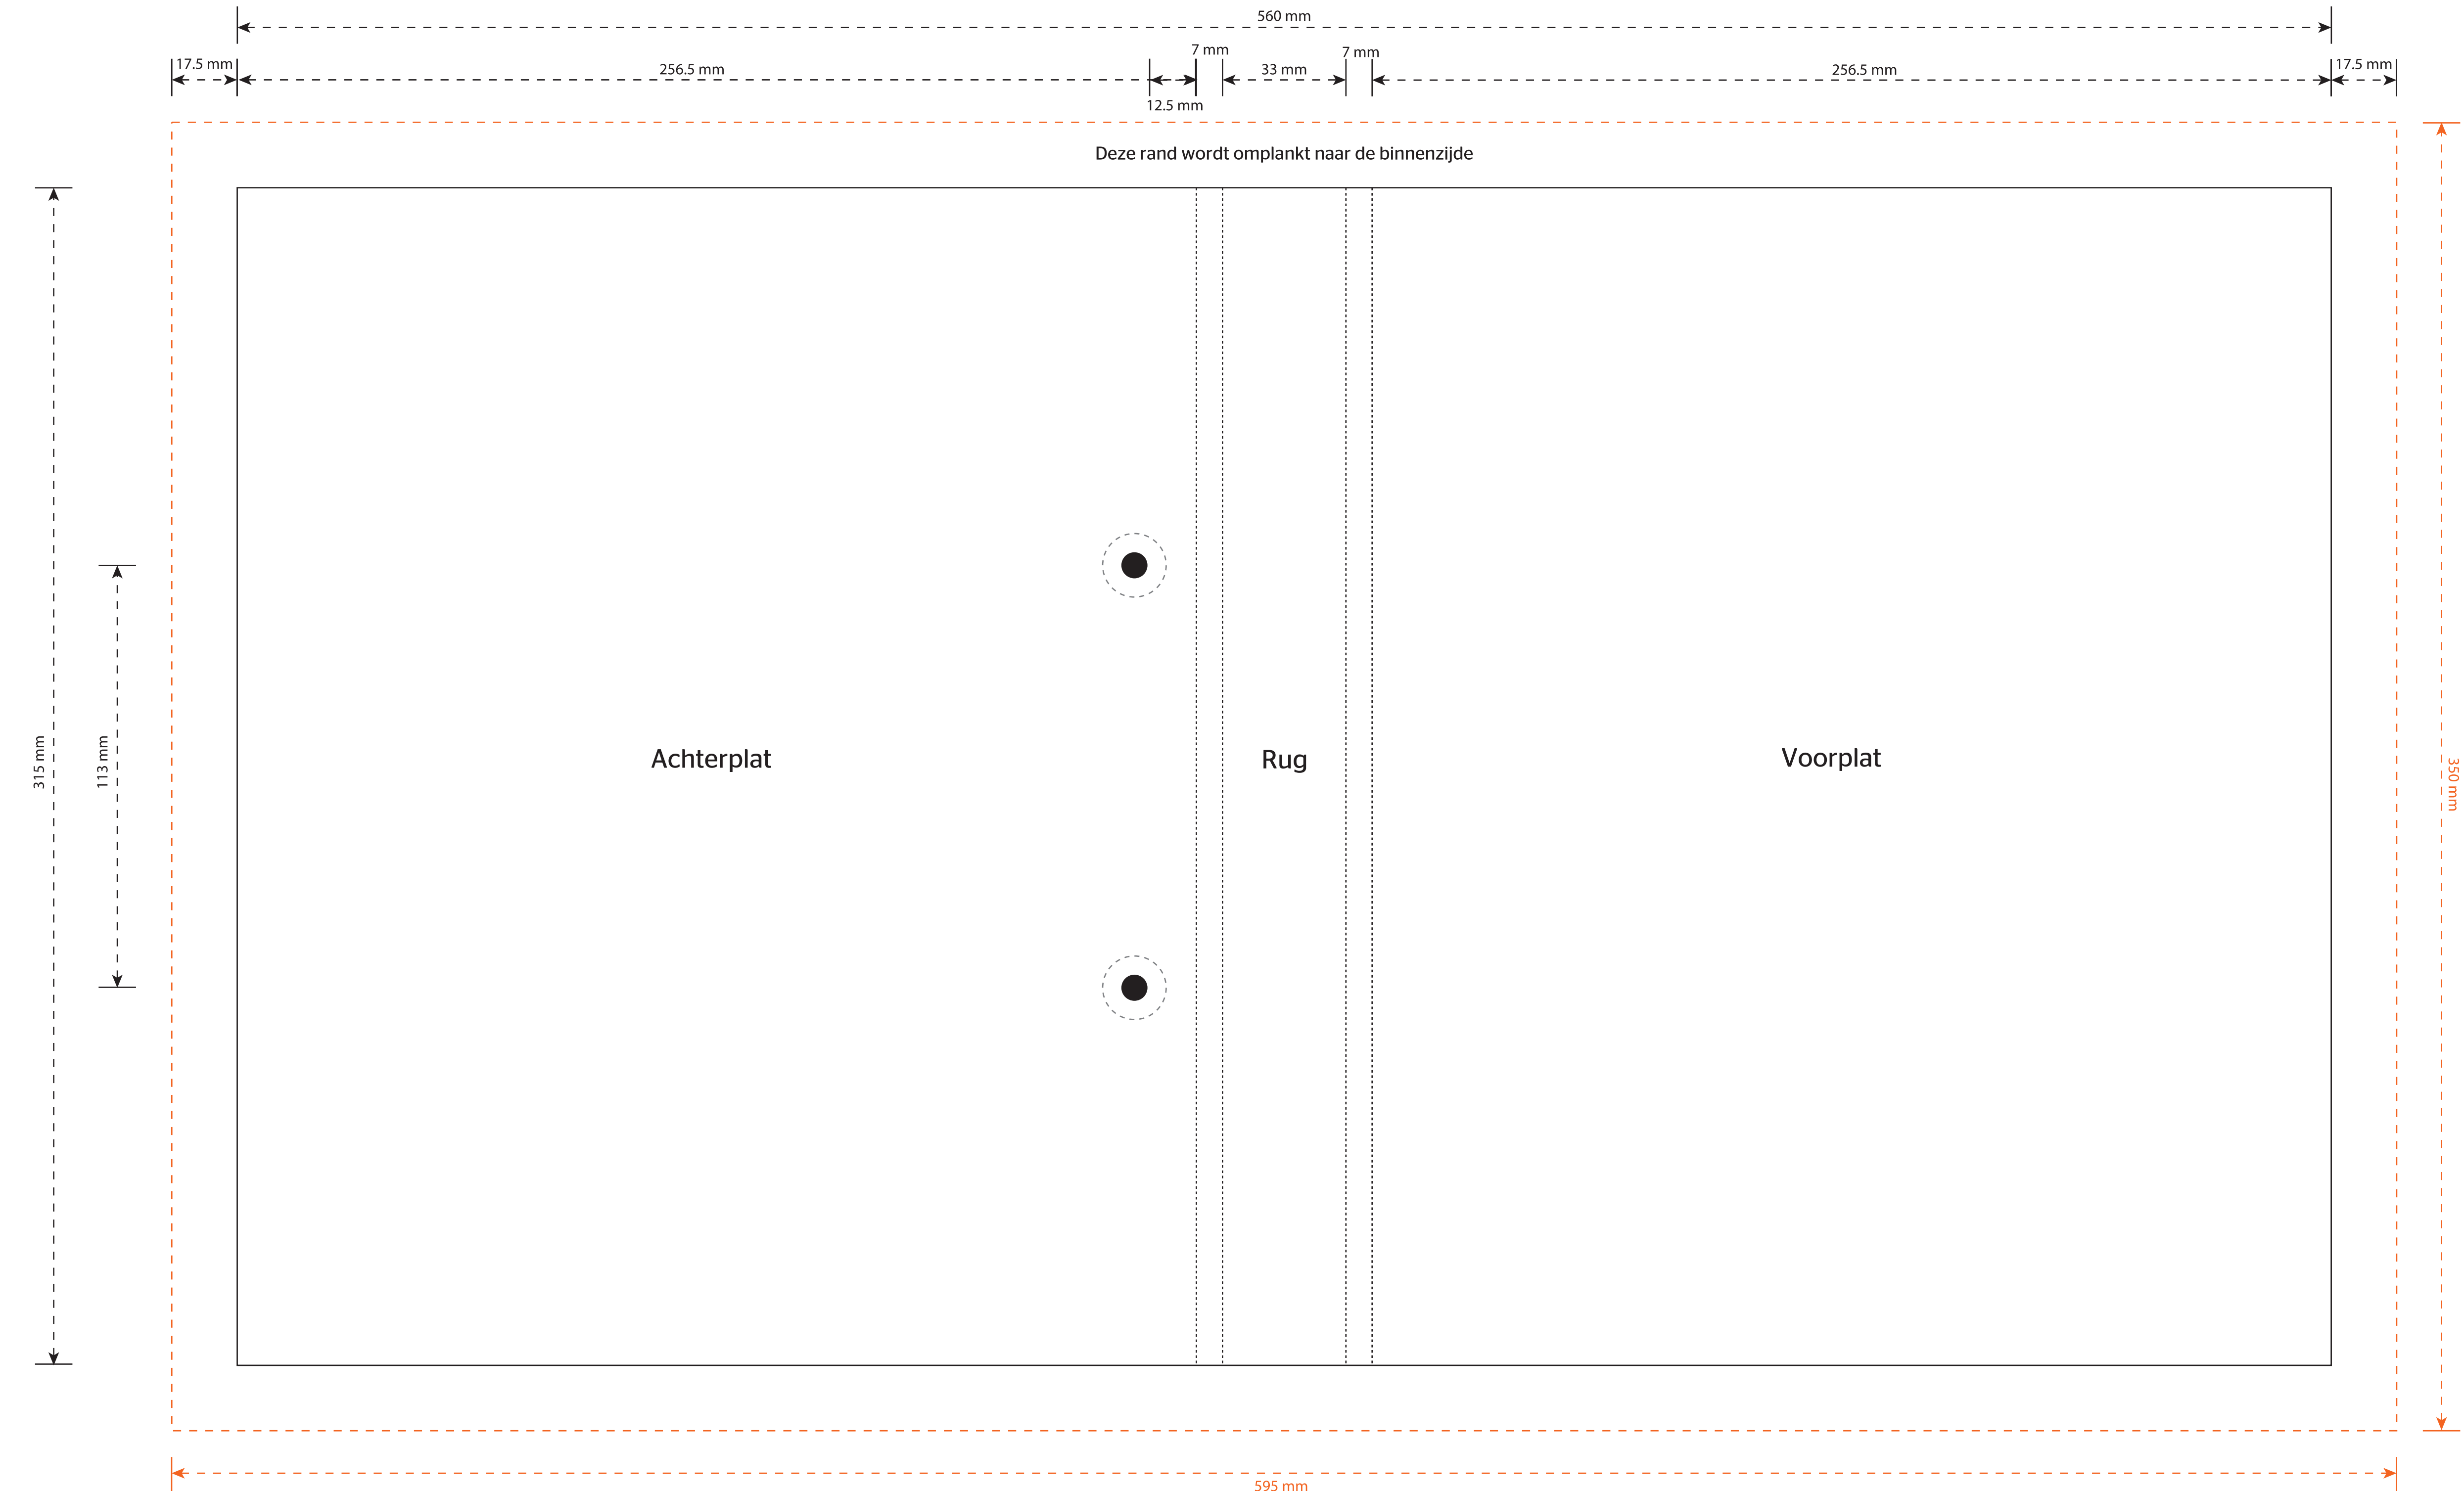 560 mm
17.5 mm
256.5 mm
7 mm
33 mm
7 mm
256.5 mm
17.5 mm
12.5 mm
Deze rand wordt omplankt naar de binnenzijde
315 mm
113 mm
Achterplat
Rug
Voorplat
350 mm
595 mm